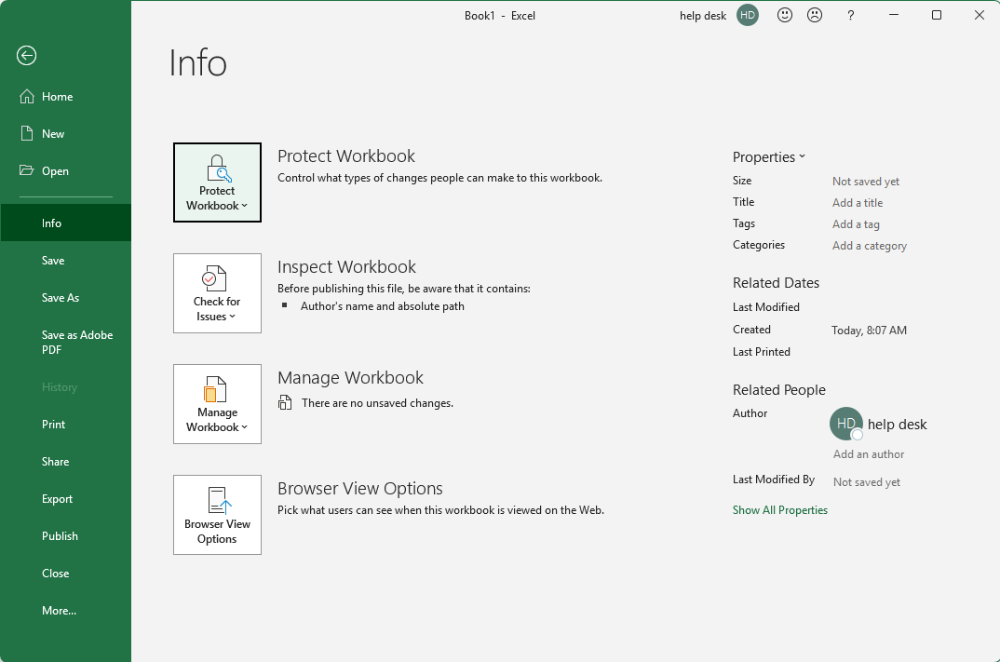 Book1 - Excel
help desk
HD
?
Info
Home
New
Open
Info
Save
Save As
Save as Adobe
PDF
History
Print
Share
Export
Publish
Close
More...
Protect
Workbook
Protect Workbook
Control what types of changes people can make to this workbook.
Check for
Issues
Inspect Workbook
Before publishing this file, be aware that it contains:
Author's name and absolute path
Manage
Workbook
Manage Workbook
There are no unsaved changes.
Browser View
Options
Browser View Options
Pick what users can see when this workbook is viewed on the Web.
Properties
Size Not saved yet
Title Add a title
Tags Add a tag
Categories Add a category
Related Dates
Last Modified
Created Today, 8:07 AM
Last Printed
Related People
Author
HD help desk
Add an author
Last Modified By Not saved yet
Show All Properties